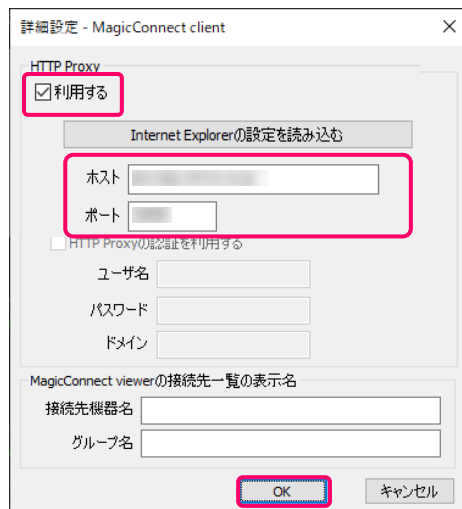 詳細設定 - MagicConnect client
HTTP Proxy
利用する
Internet Explorerの設定を読み込む
ホスト
ポート
HTTP Proxyの認証を利用する
ユーザ名
パスワード
ドメイン
MagicConnect viewerの接続先一覧の表示名
接続先機器名
グループ名
OK
キャンセル